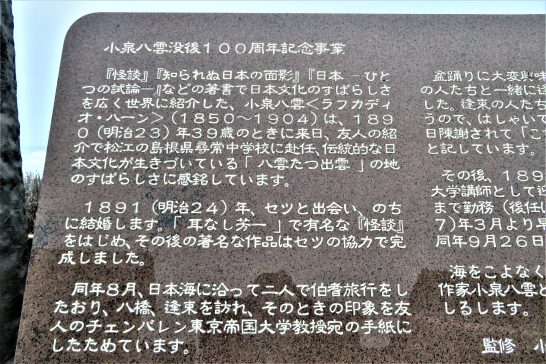 小泉八雲没後100周年記念事業
『怪談』『知られぬ日本の面影』『日本 ―ひと
つの試論―』などの著書で日本文化のすばらしさ
を広く世界に紹介した、小泉八雲<ラフカディ
オ・ハーン>(1850~1904)は、189
0(明治23)年39歳のときに来日、友人の紹
介で松江の島根県尋常中学校に赴任、伝統的な日
本文化が生きづいている「八雲たつ出雲」の地
のすばらしさに感銘しています。
1891(明治24)年、セツと出会い、のち
に結婚します。「耳なし芳一」で有名な『怪談』
をはじめ、その後の著名な作品はセツの協力で完
成しました。
同年8月、日本海に沿って二人で伯耆旅行をし
たおり、八橋、逢束を訪れ、そのときの印象を友
人のチェンバレン東京帝国大学教授宛の手紙に
したためています。
盆踊りに大変興味
の人たちと一緒に
した。逢束の人たち
うので、はしゃいで
日陳謝されて「こ
と記しています。
その後、189
大学講師として
まで勤務(後任
7)年3月より早
同年9月26日
海をこよなく
作家小泉八雲と
しるします。
監修 小